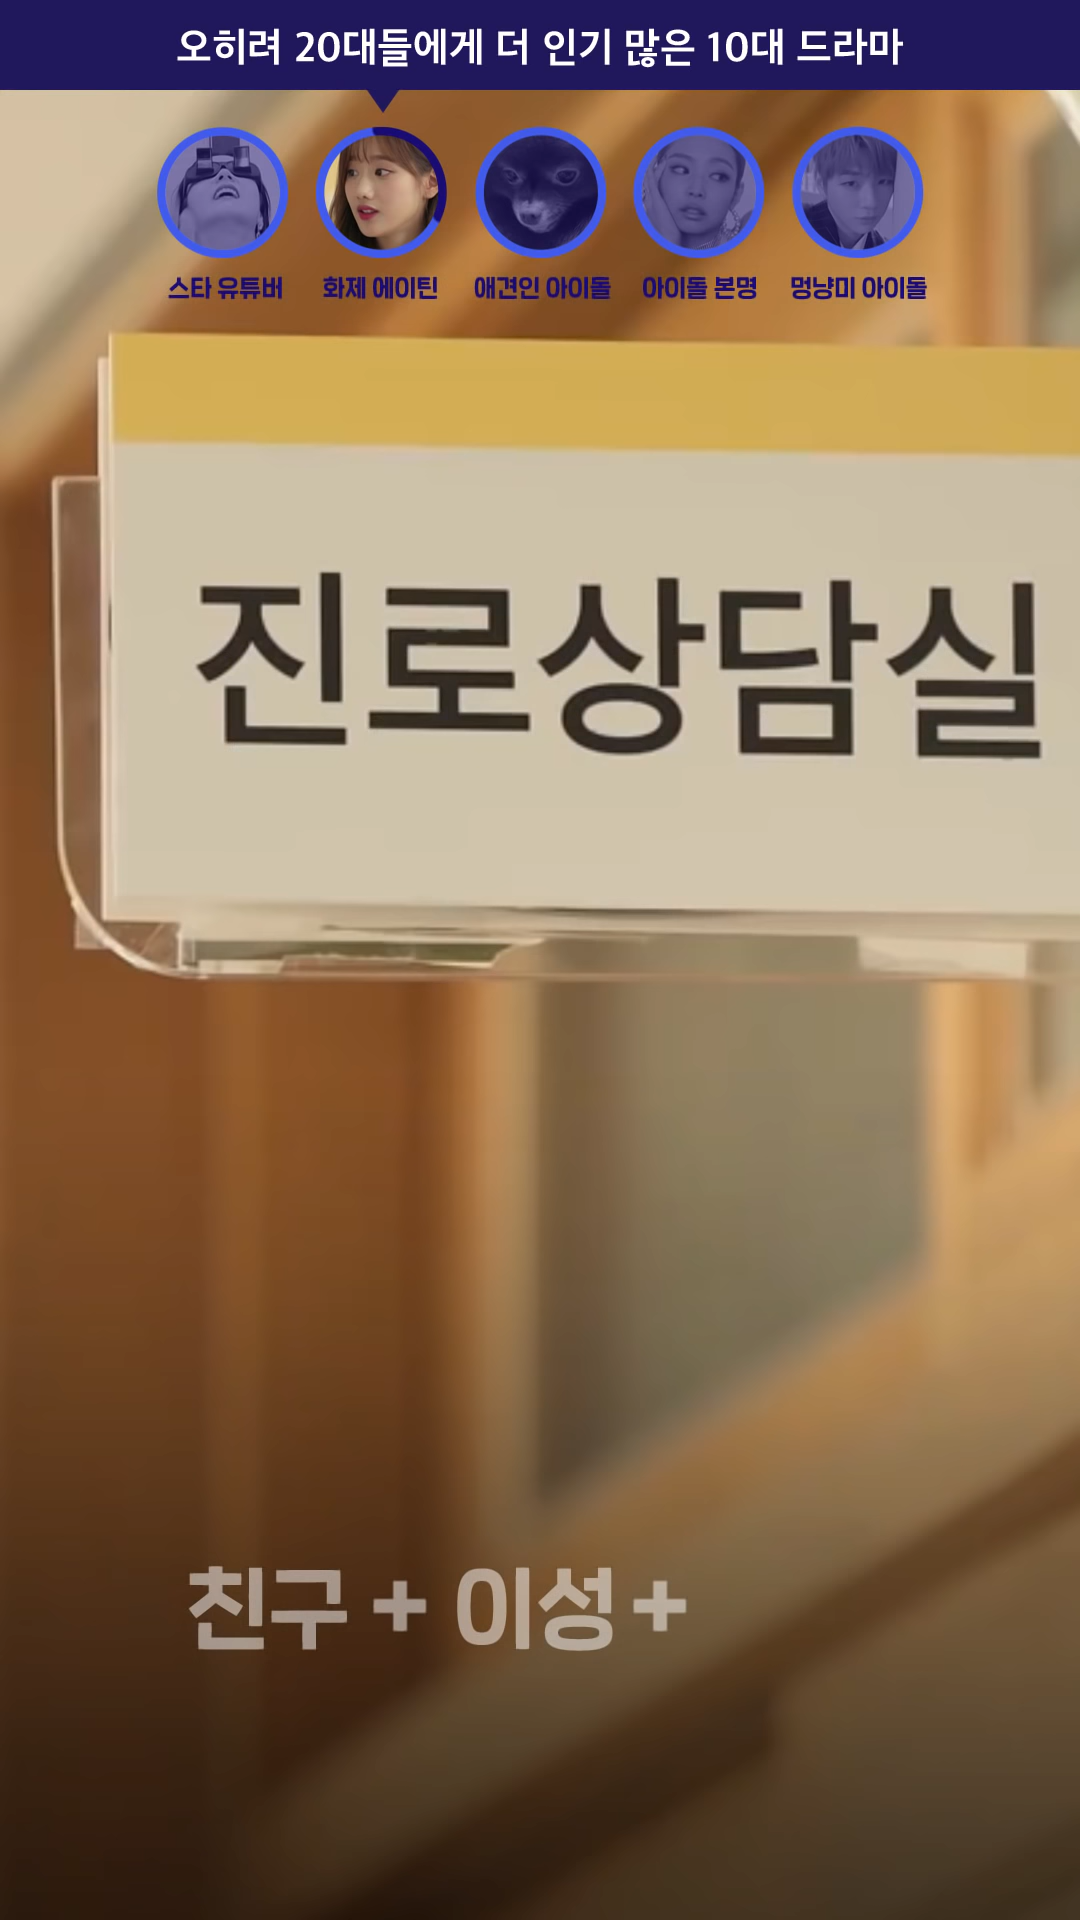 오히려 20대들에게 더 인기 많은 10대 드라마
스타 유튜버
화제 에이틴
애견인 아이돌
아이돌 본명
멍냥미 아이돌
진로상담실
친구 + 이성 +